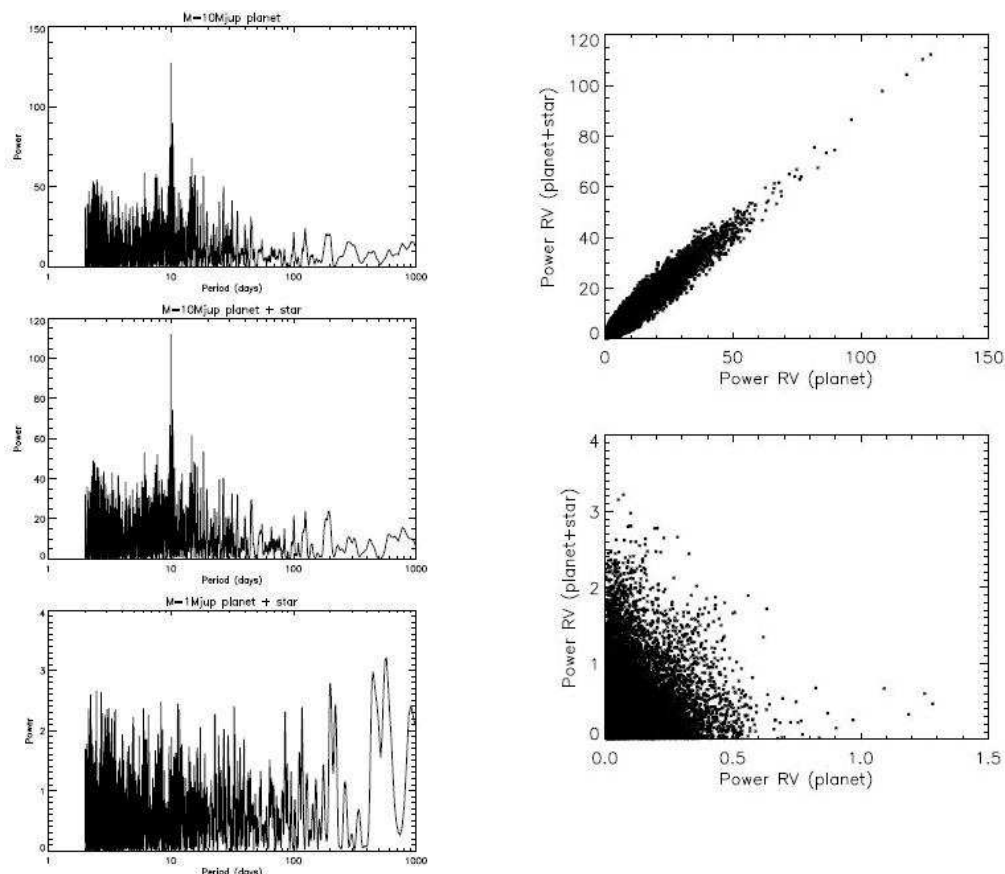 M-10Mjup planet
150
100
50
0
Power
1 10 100 1000
Period (days)
M-10Mjup planet + star
120
100
80
60
40
20
0
Power
1 10 100 1000
Period (days)
M-1Mjup planet + star
4
3
2
1
0
Power
1 10 100 1000
Period (days)
120
100
80
60
40
20
0
Power RV (planet+star)
0 50 100 150
Power RV (planet)
4
3
2
1
0
Power RV (planet+star)
0.0 0.5 1.0 1.5
Power RV (planet)